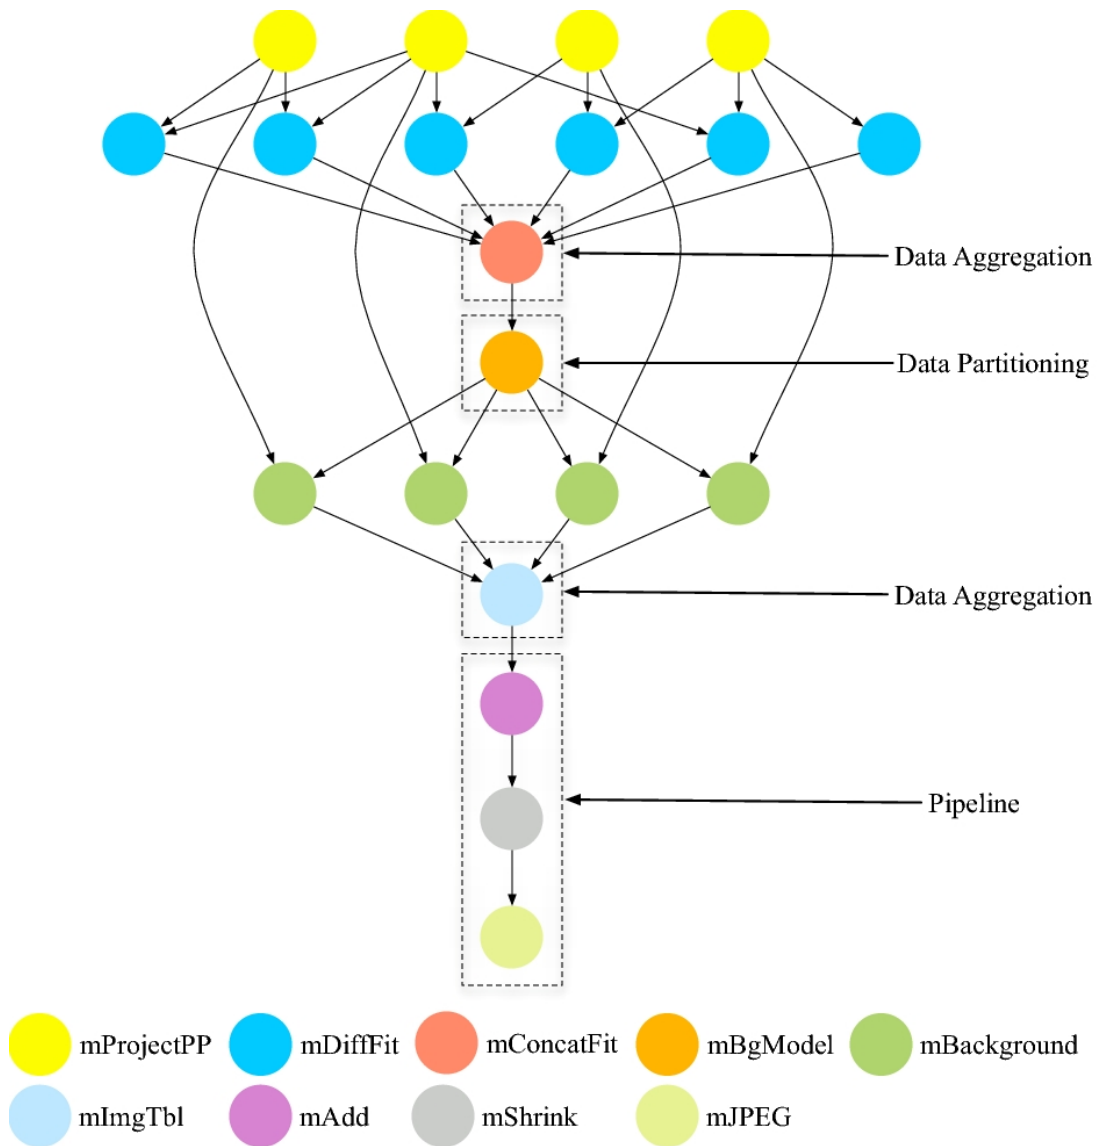 Data Aggregation
Data Partitioning
Data Aggregation
Pipeline
mProjectPP mDiffFit mConcatFit mBgModel mBackground
mImgTbl mAdd mShrink mJPEG